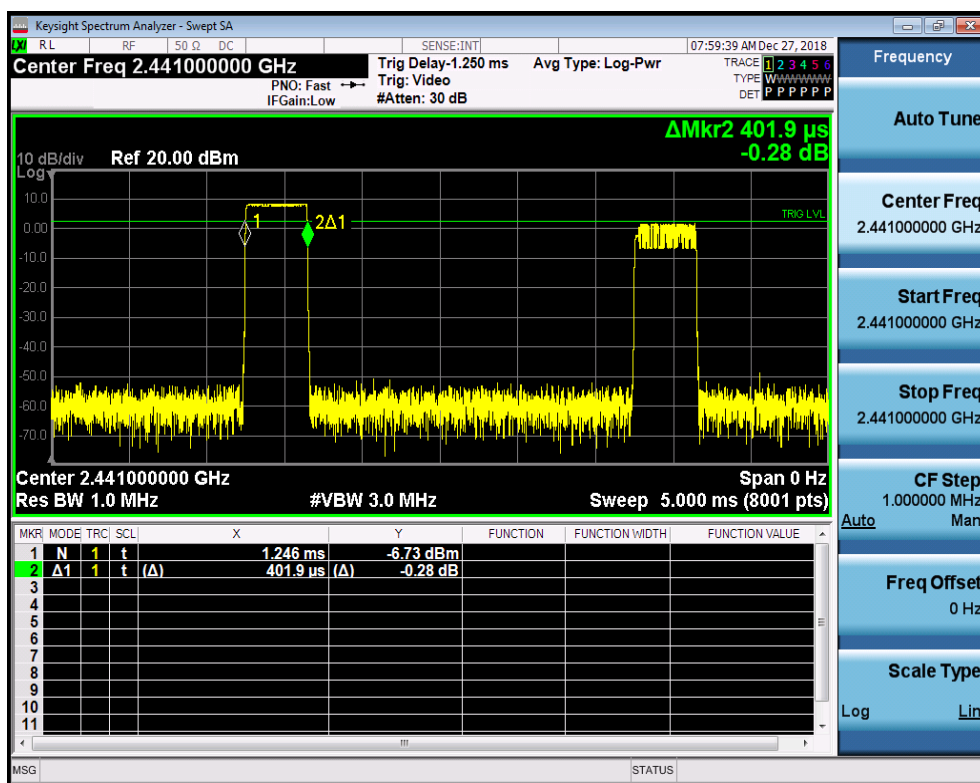 Keysight Spectrum Analyzer - Swept SA
LXI RL RF 50 Ω DC SENSE:INT 07:59:39 AM Dec 27, 2018
Center Freq 2.441000000 GHz
Trig Delay-1.250 ms Avg Type: Log-Pwr TRACE 1 2 3 4 5 6
PNO: Fast Trig: Video TYPE WWWWWW
IFGain:Low #Atten: 30 dB DET P P P P P P
ΔMkr2 401.9 µs
-0.28 dB
10 dB/div Ref 20.00 dBm
Log
10.0
0.00
-10.0
-20.0
-30.0
-40.0
-50.0
-60.0
-70.0
1
2Δ1
TRIG LVL
Center 2.441000000 GHz Span 0 Hz
Res BW 1.0 MHz #VBW 3.0 MHz Sweep 5.000 ms (8001 pts)
MKR MODE TRC SCL X Y FUNCTION FUNCTION WIDTH FUNCTION VALUE
1 N 1 t 1.246 ms -6.73 dBm
2 Δ1 1 t (Δ) 401.9 µs (Δ) -0.28 dB
3
4
5
6
7
8
9
10
11
MSG STATUS
Frequency
Auto Tune
Center Freq
2.441000000 GHz
Start Freq
2.441000000 GHz
Stop Freq
2.441000000 GHz
CF Step
1.000000 MHz
Auto Man
Freq Offset
0 Hz
Scale Type
Log Lin